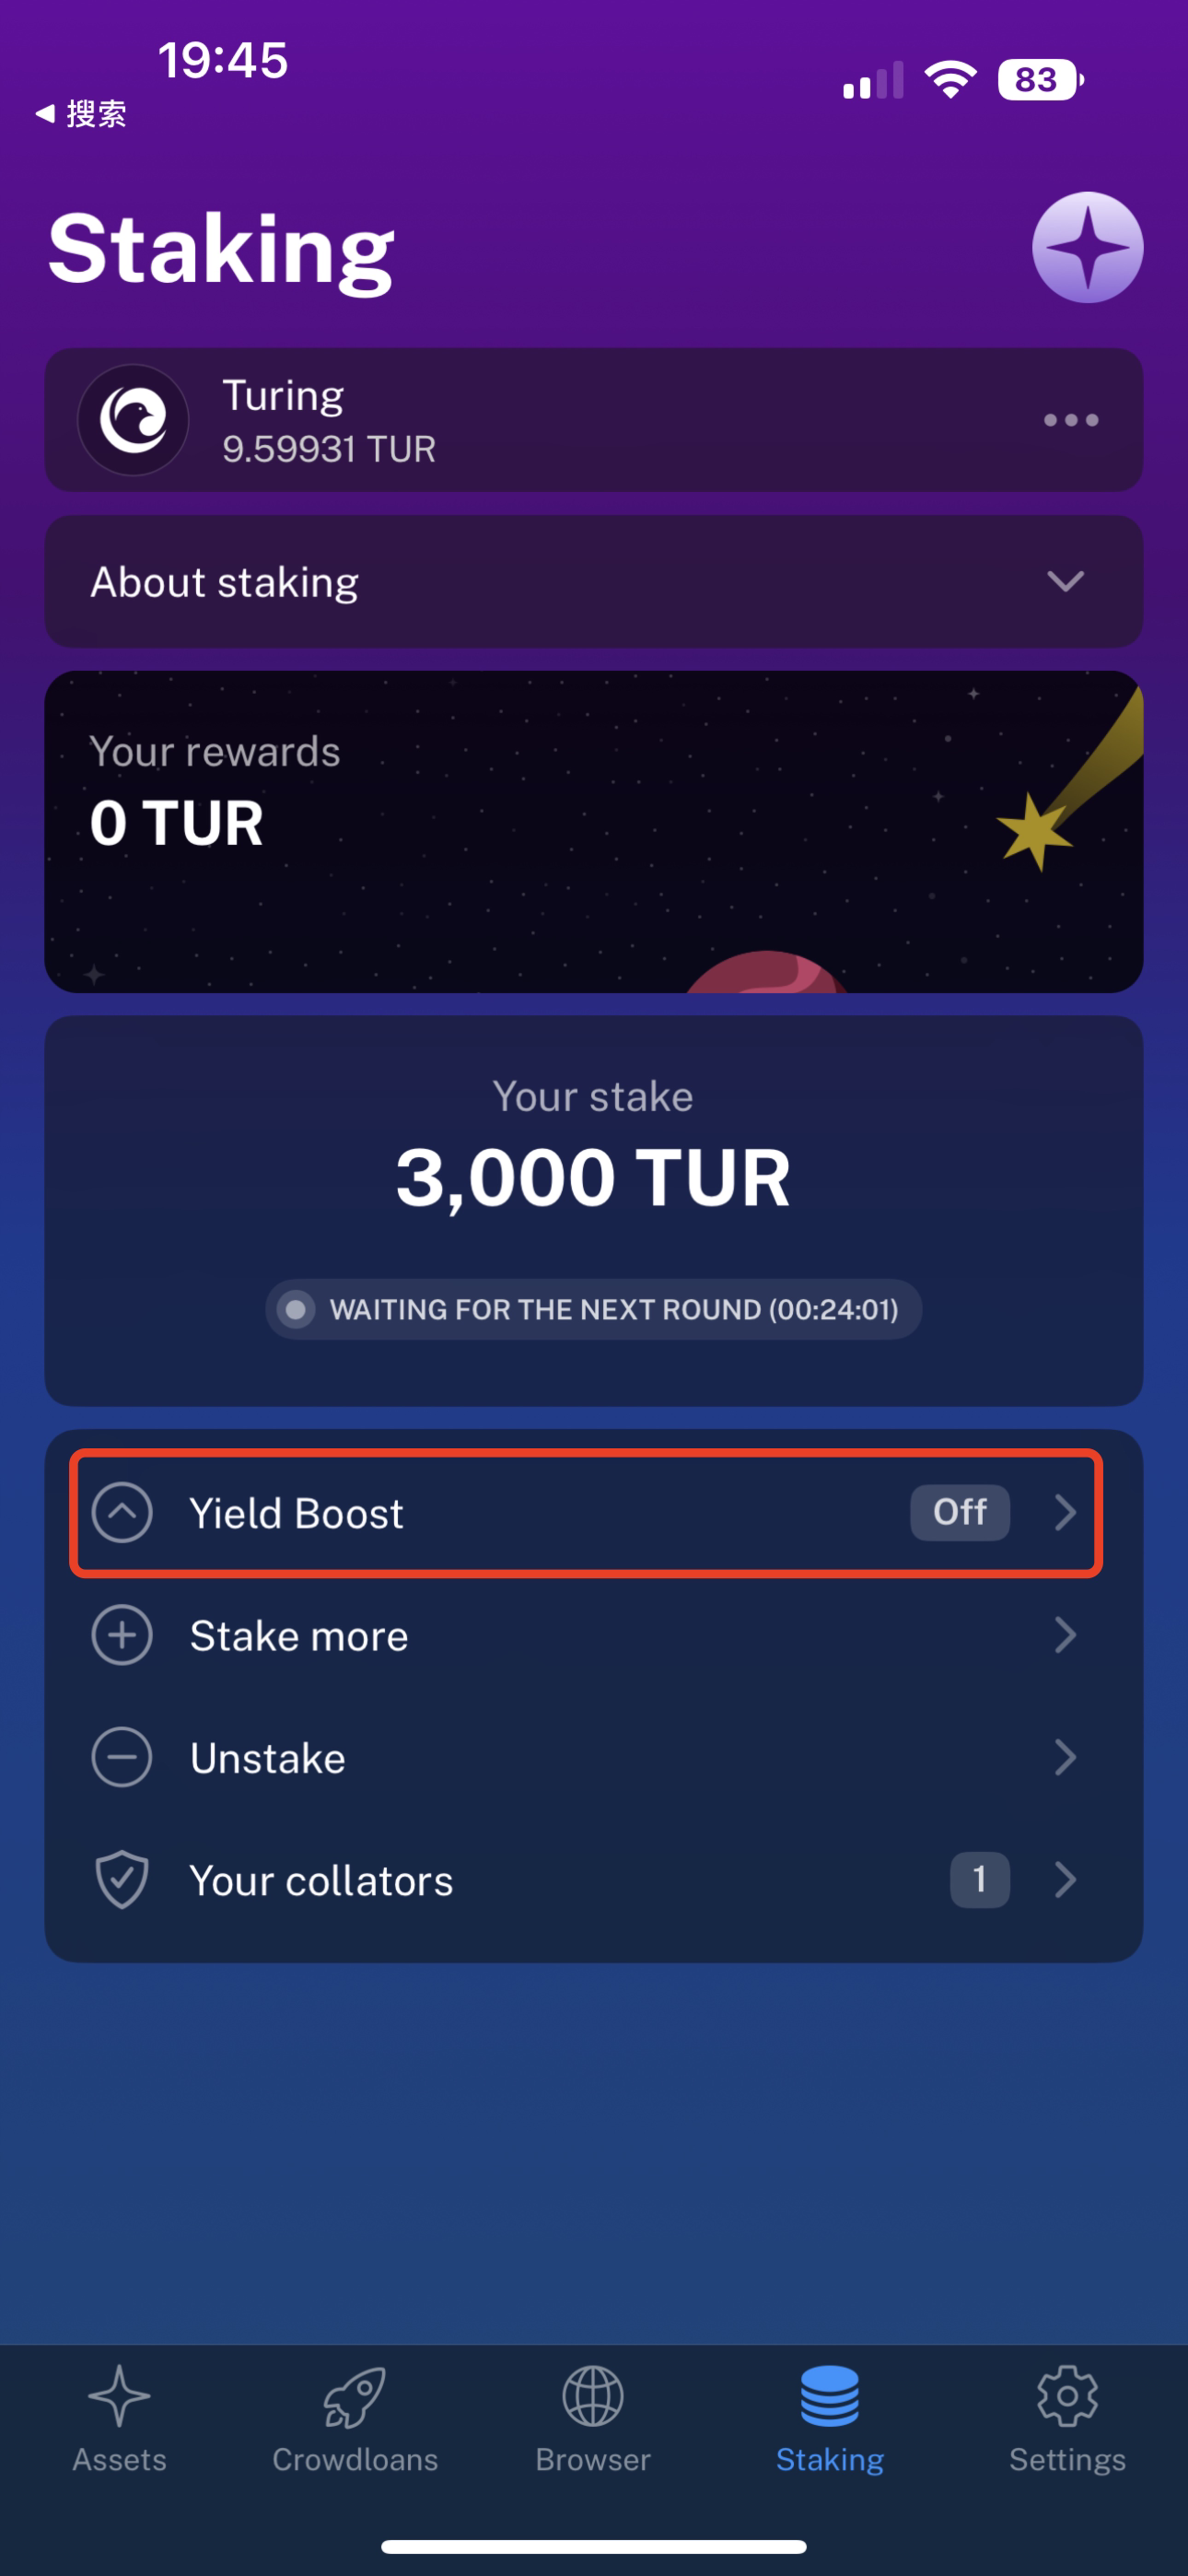 19:45
83
搜索
Staking
Turing
9.59931 TUR
About staking
Your rewards
0 TUR
Your stake
3,000 TUR
WAITING FOR THE NEXT ROUND (00:24:01)
Yield Boost Off
Stake more
Unstake
Your collators 1
Assets Crowdloans Browser Staking Settings